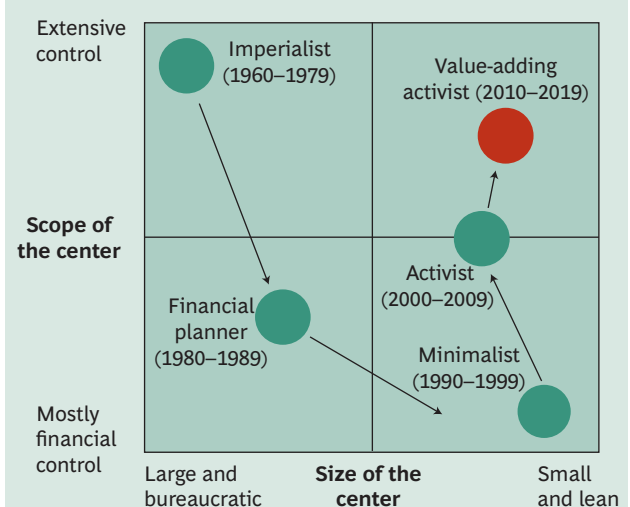 Extensive
control
Imperialist
(1960–1979)
Value-adding
activist (2010–2019)
Scope of
the center
Financial
planner
(1980–1989)
Activist
(2000–2009)
Minimalist
(1990–1999)
Mostly
financial
control
Large and
bureaucratic
Size of the
center
Small
and lean